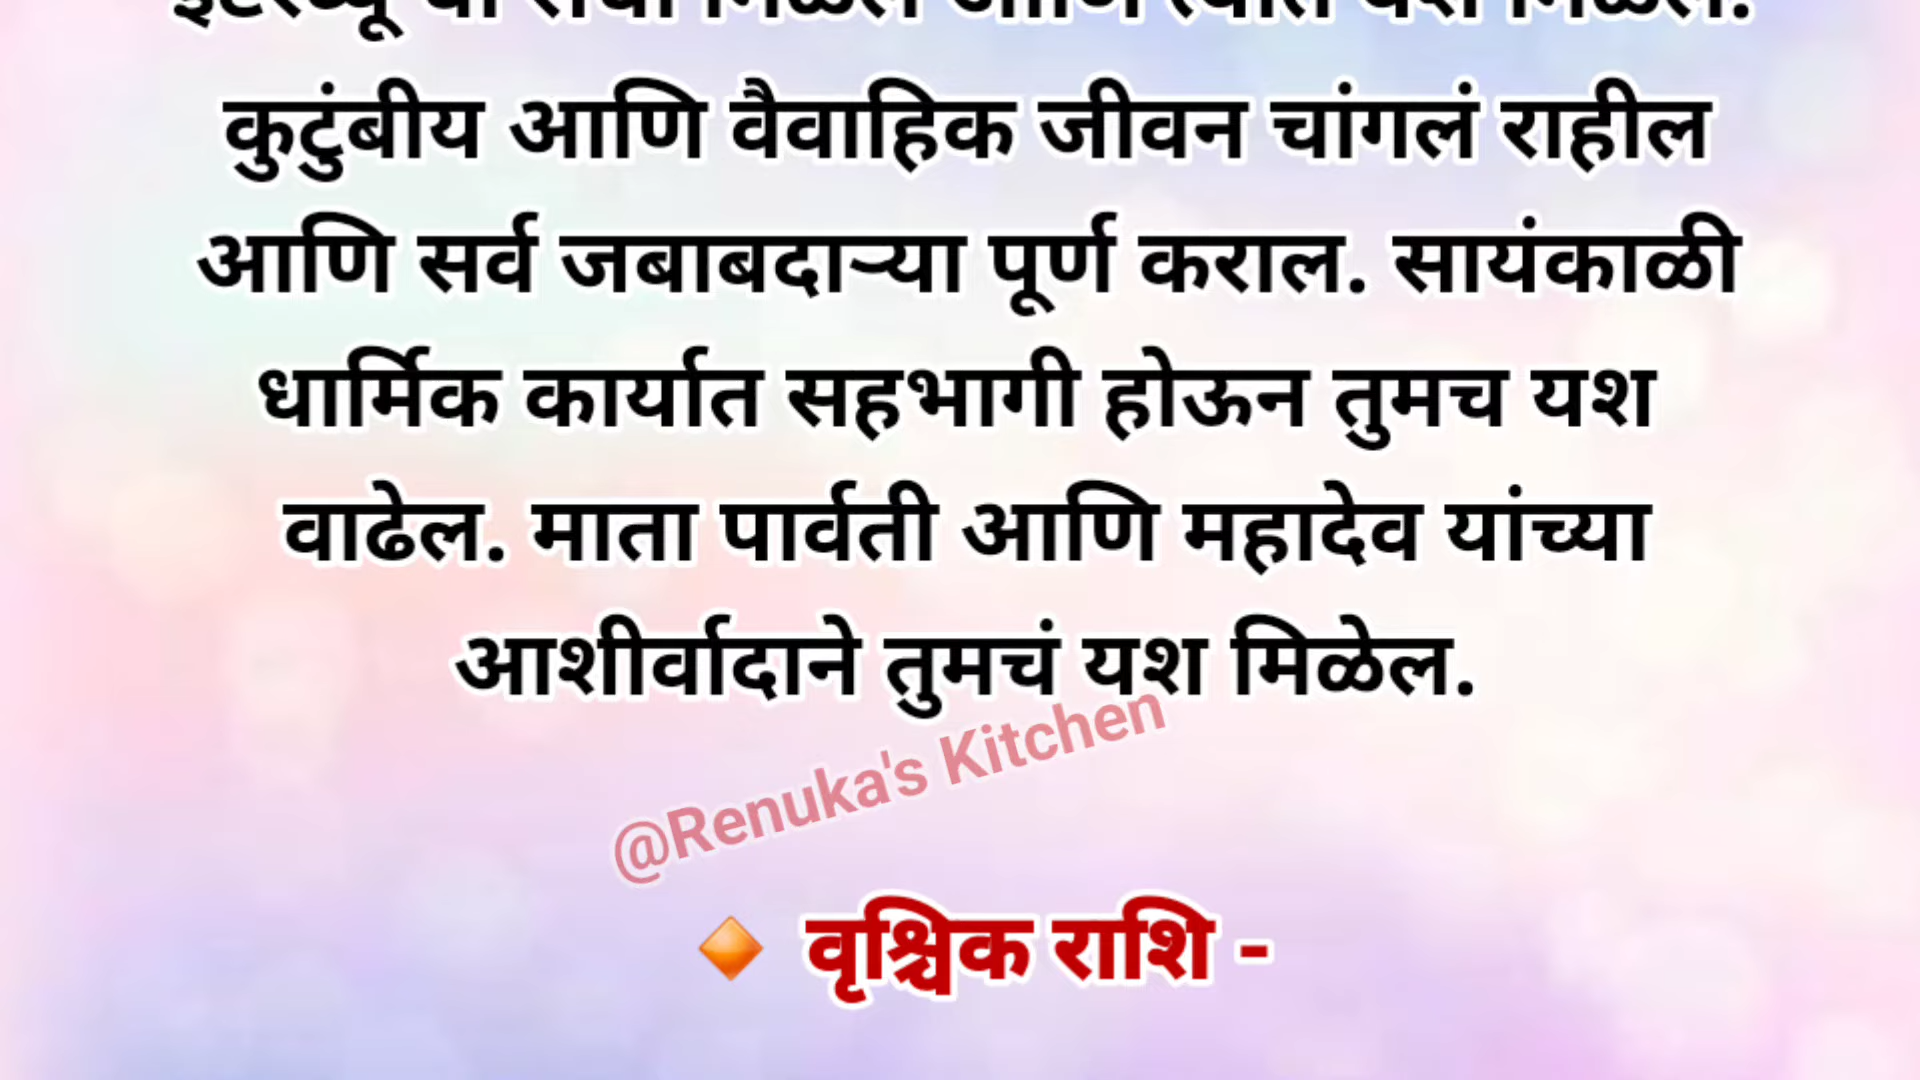 कुटुंबीय आणि वैवाहिक जीवन चांगलं राहील
आणि सर्व जबाबदाऱ्या पूर्ण कराल. सायंकाळी
धार्मिक कार्यात सहभागी होऊन तुमच यश
वाढेल. माता पार्वती आणि महादेव यांच्या
आशीर्वादाने तुमचं यश मिळेल.
@Renuka's Kitchen
🔸 वृश्चिक राशि -